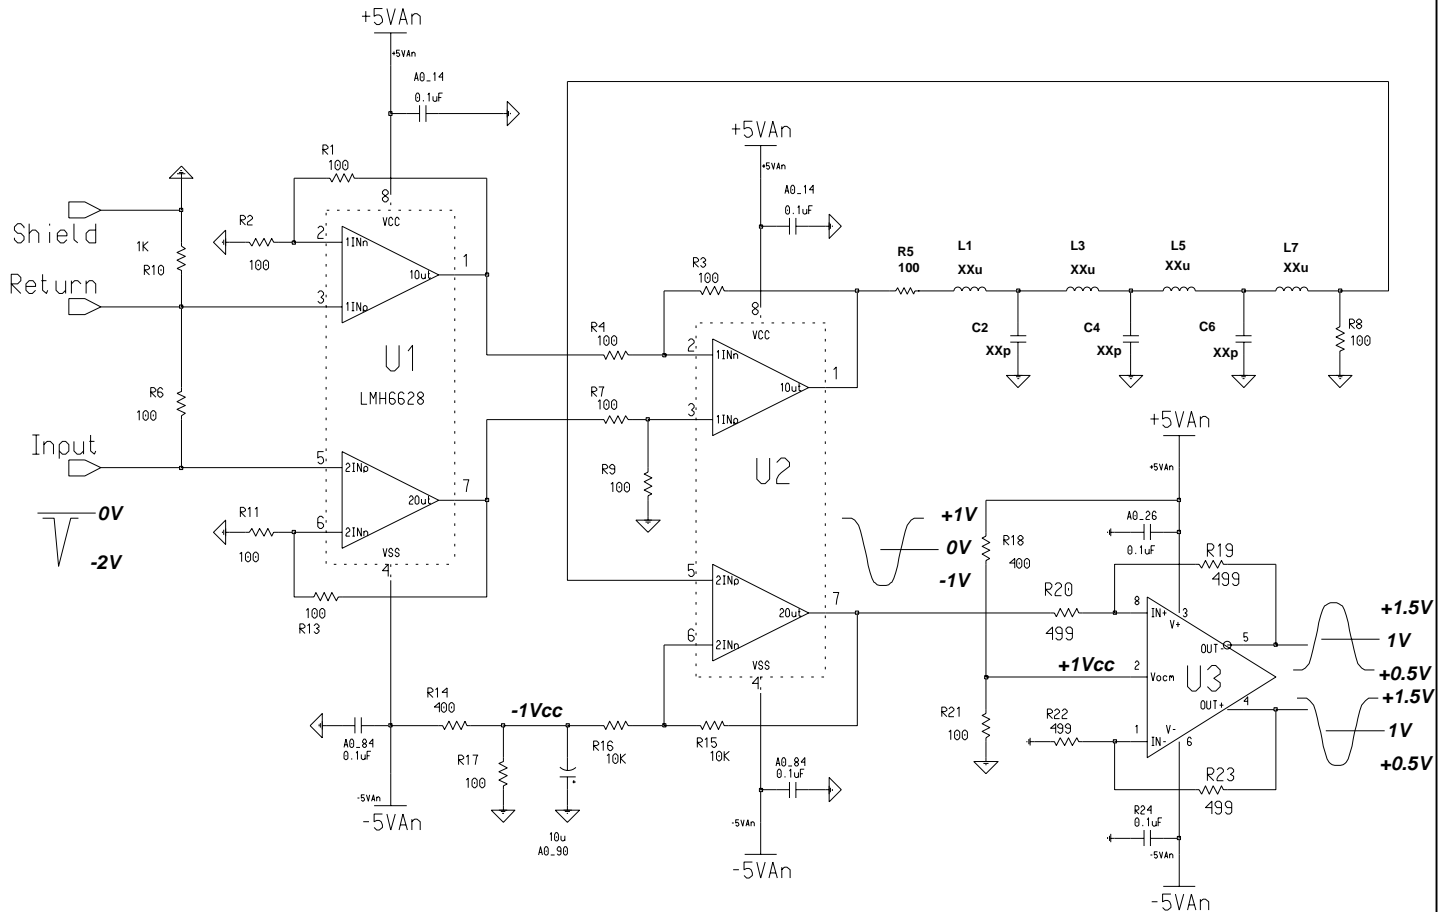 +5VAn
+5VAn
A0_14
0.1uF
R1
100
8
VCC
Shield
R2
100
2
1INn
1K
R10
Return
3
1INp
1Out
1
U1
LMH6628
R6
100
Input
5
2INp
2Out
7
R11
100
6
2INn
VSS
4
100
R13
0V
-2V
A0_84
0.1uF
-5VAn
-5VAn
R14
400
-1Vcc
R17
100
10u
A0_90
R16
10K
R15
10K
+5VAn
+5VAn
A0_14
0.1uF
R3
100
8
VCC
R4
100
2
1INn
1Out
1
R7
100
3
1INp
R9
100
U2
5
2INp
2Out
7
6
2INn
VSS
4
A0_84
0.1uF
-5VAn
-5VAn
R5
100
L1
XXu
L3
XXu
L5
XXu
L7
XXu
C2
XXp
C4
XXp
C6
XXp
R8
100
+1V
0V
-1V
+5VAn
+5VAn
A0_26
0.1uF
R18
400
R19
499
R20
499
8
IN+
3
V+
5
OUT-
+1Vcc
2
Vocm
U3
OUT+
4
R21
100
R22
499
1
IN-
V-
6
R23
499
R24
0.1uF
-5VAn
-5VAn
+1.5V
1V
+0.5V
+1.5V
1V
+0.5V